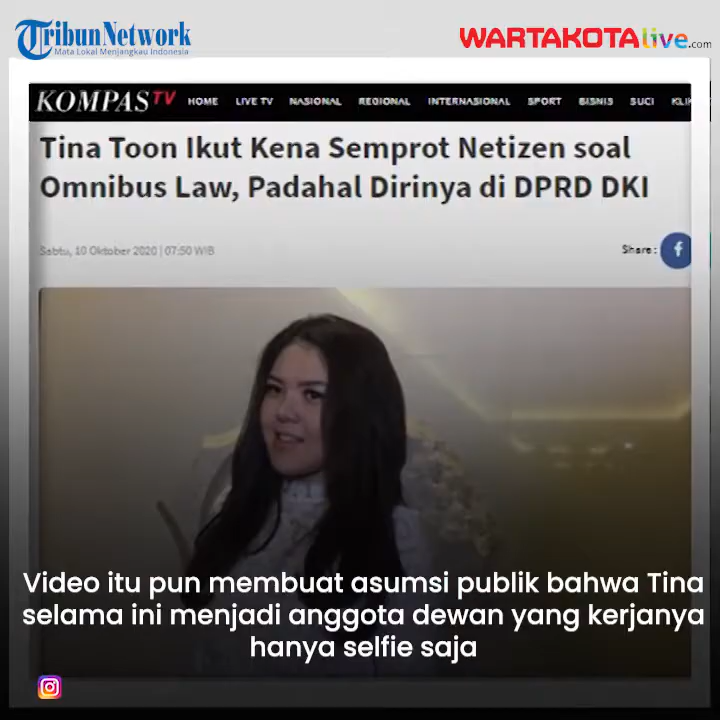 Tribun Network
Mata Lokal Menjangkau Indonesia
WARTAKOTAlive.com
KOMPASTV HOME LIVE TV NASIONAL REGIONAL INTERNASIONAL SPORT BISNIS SUCI
Tina Toon Ikut Kena Semprot Netizen soal
Omnibus Law, Padahal Dirinya di DPRD DKI
Sabtu, 10 Oktober 2020 | 07:50 WIB
Share :
f
Video itu pun membuat asumsi publik bahwa Tina
selama ini menjadi anggota dewan yang kerjanya
hanya selfie saja